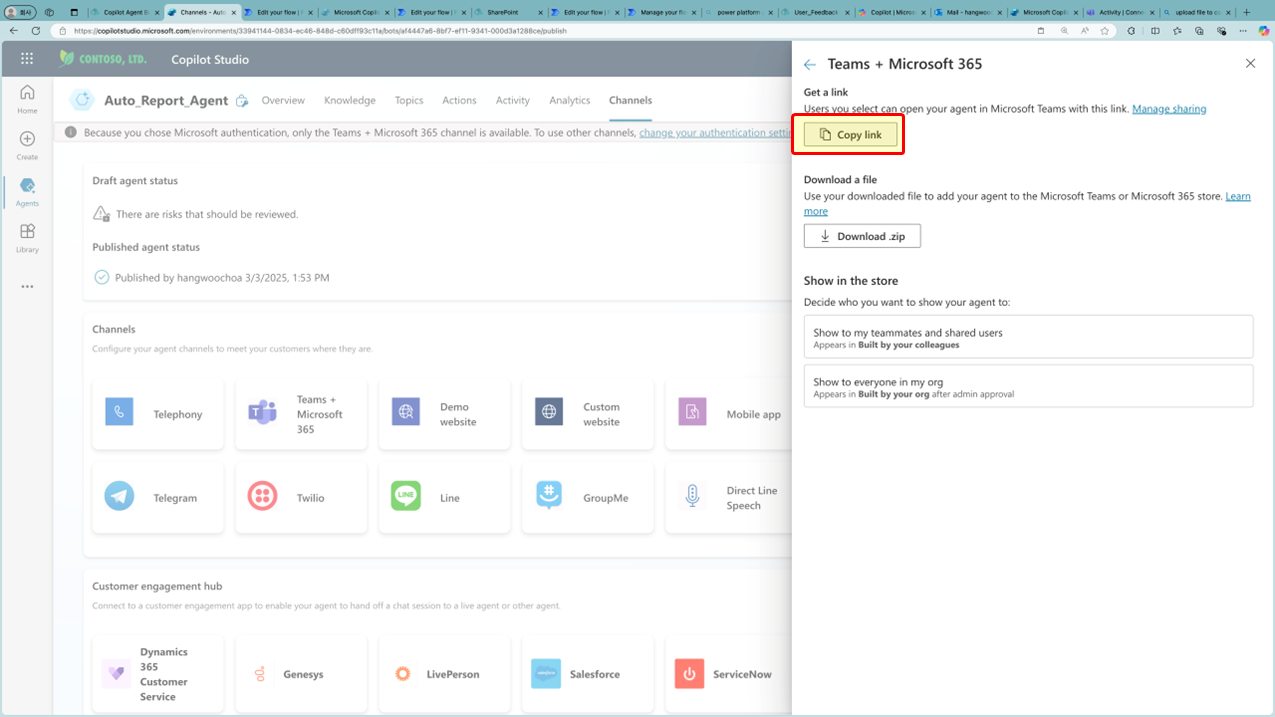 회사
Copilot Agent B
Channels - Auto
Edit your flow | P
Microsoft Copil
Edit your flow | P
SharePoint
Edit your flow | P
Manage your flo
power platform
User_Feedback
Copilot | Micros
Mail - hangwoo
Microsoft Copil
Activity | Conne
upload file to co
https://copilotstudio.microsoft.com/environments/33941144-0834-ec46-848d-c60dff93c11a/bots/af4447a6-8bf7-ef11-9341-000d3a1288ce/publish
CONTOSO, LTD.
Copilot Studio
Home
Create
Agents
Library
Auto_Report_Agent
Overview
Knowledge
Topics
Actions
Activity
Analytics
Channels
Because you chose Microsoft authentication, only the Teams + Microsoft 365 channel is available. To use other channels, change your authentication settin
Draft agent status
There are risks that should be reviewed.
Published agent status
Published by hangwoochoa 3/3/2025, 1:53 PM
Channels
Configure your agent channels to meet your customers where they are.
Telephony
Teams +
Microsoft
365
Demo
website
Custom
website
Mobile app
Telegram
Twilio
LINE
Line
GroupMe
Direct Line
Speech
Customer engagement hub
Connect to a customer engagement app to enable your agent to hand off a chat session to a live agent or other agent.
Dynamics
365
Customer
Service
Genesys
LivePerson
Salesforce
ServiceNow
Teams + Microsoft 365
Get a link
Users you select can open your agent in Microsoft Teams with this link. Manage sharing
Copy link
Download a file
Use your downloaded file to add your agent to the Microsoft Teams or Microsoft 365 store. Learn
more
Download .zip
Show in the store
Decide who you want to show your agent to:
Show to my teammates and shared users
Appears in Built by your colleagues
Show to everyone in my org
Appears in Built by your org after admin approval